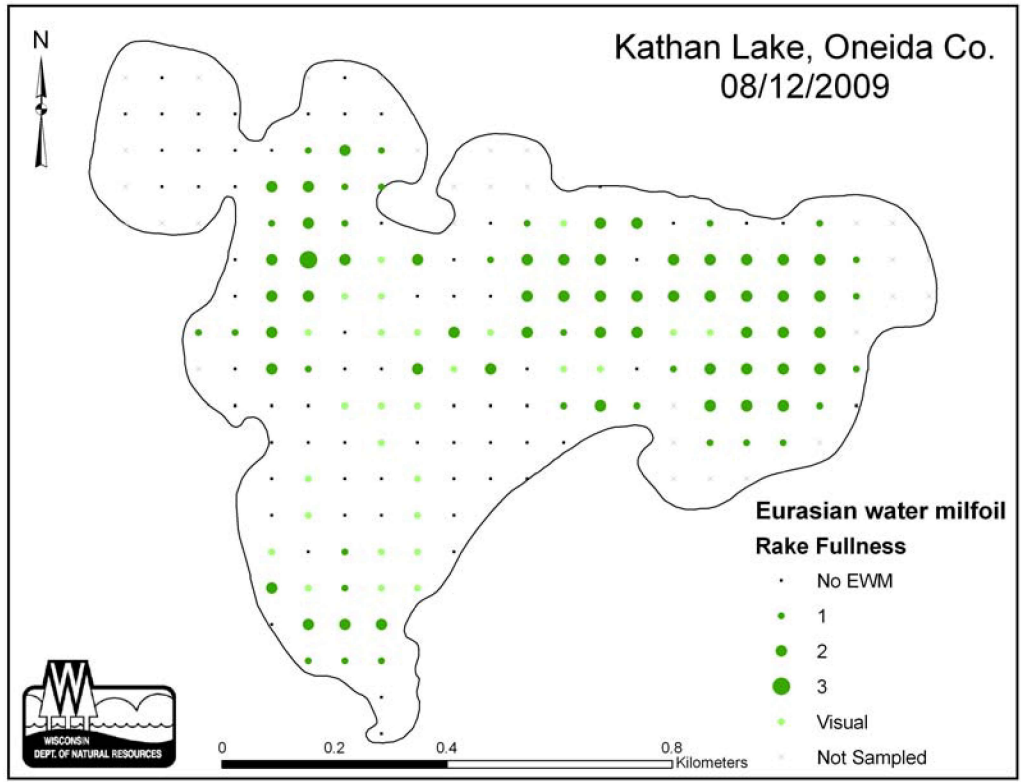 Kathan Lake, Oneida Co.
08/12/2009
N
Eurasian water milfoil
Rake Fullness
No EWM
1
2
3
Visual
Not Sampled
W
WISCONSIN
DEPT. OF NATURAL RESOURCES
0 0.2 0.4 0.8
Kilometers